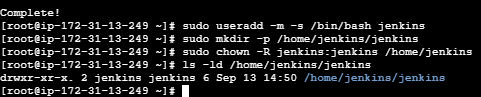 Complete!
[root@ip-172-31-13-249 ~]# sudo useradd -m -s /bin/bash jenkins
[root@ip-172-31-13-249 ~]# sudo mkdir -p /home/jenkins/jenkins
[root@ip-172-31-13-249 ~]# sudo chown -R jenkins:jenkins /home/jenkins
[root@ip-172-31-13-249 ~]# ls -ld /home/jenkins/jenkins
drwxr-xr-x. 2 jenkins jenkins 6 Sep 13 14:50 /home/jenkins/jenkins
[root@ip-172-31-13-249 ~]#